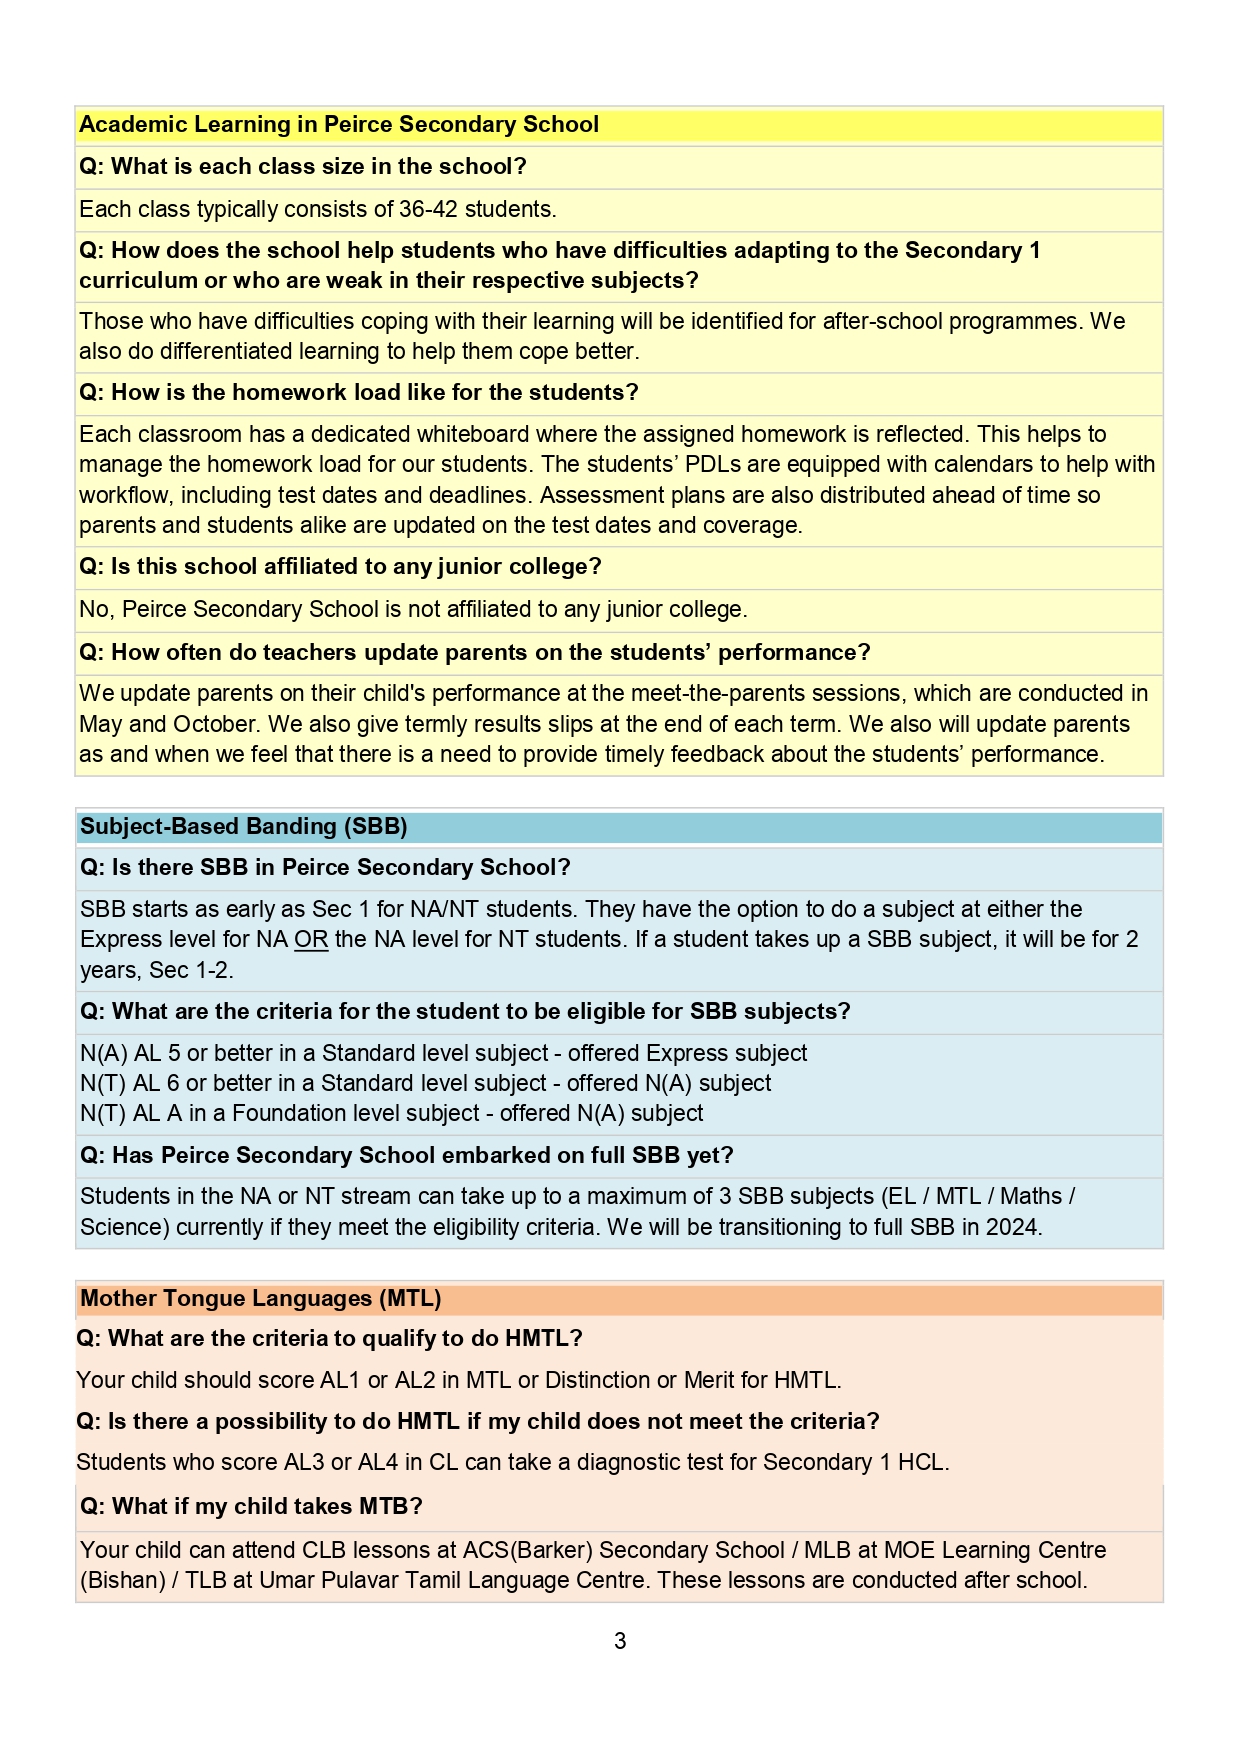 Academic Learning in Peirce Secondary School
Q: What is each class size in the school?
Each class typically consists of 36-42 students.
Q: How does the school help students who have difficulties adapting to the Secondary 1
curriculum or who are weak in their respective subjects?
Those who have difficulties coping with their learning will be identified for after-school programmes. We
also do differentiated learning to help them cope better.
Q: How is the homework load like for the students?
Each classroom has a dedicated whiteboard where the assigned homework is reflected. This helps to
manage the homework load for our students. The students’ PDLs are equipped with calendars to help with
workflow, including test dates and deadlines. Assessment plans are also distributed ahead of time so
parents and students alike are updated on the test dates and coverage.
Q: Is this school affiliated to any junior college?
No, Peirce Secondary School is not affiliated to any junior college.
Q: How often do teachers update parents on the students’ performance?
We update parents on their child's performance at the meet-the-parents sessions, which are conducted in
May and October. We also give termly results slips at the end of each term. We also will update parents
as and when we feel that there is a need to provide timely feedback about the students’ performance.
Subject-Based Banding (SBB)
Q: Is there SBB in Peirce Secondary School?
SBB starts as early as Sec 1 for NA/NT students. They have the option to do a subject at either the
Express level for NA OR the NA level for NT students. If a student takes up a SBB subject, it will be for 2
years, Sec 1-2.
Q: What are the criteria for the student to be eligible for SBB subjects?
N(A) AL 5 or better in a Standard level subject - offered Express subject
N(T) AL 6 or better in a Standard level subject - offered N(A) subject
N(T) AL A in a Foundation level subject - offered N(A) subject
Q: Has Peirce Secondary School embarked on full SBB yet?
Students in the NA or NT stream can take up to a maximum of 3 SBB subjects (EL / MTL / Maths /
Science) currently if they meet the eligibility criteria. We will be transitioning to full SBB in 2024.
Mother Tongue Languages (MTL)
Q: What are the criteria to qualify to do HMTL?
Your child should score AL1 or AL2 in MTL or Distinction or Merit for HMTL.
Q: Is there a possibility to do HMTL if my child does not meet the criteria?
Students who score AL3 or AL4 in CL can take a diagnostic test for Secondary 1 HCL.
Q: What if my child takes MTB?
Your child can attend CLB lessons at ACS(Barker) Secondary School / MLB at MOE Learning Centre
(Bishan) / TLB at Umar Pulavar Tamil Language Centre. These lessons are conducted after school.
3